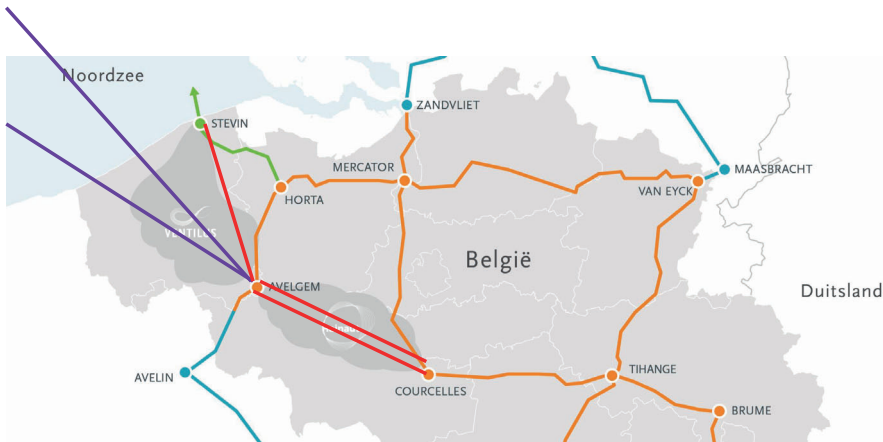 Noordzee
ZANDVLIET
STEVIN
MERCATOR
MAASBRACHT
VAN EYCK
HORTA
VENTILUS
België
AVELGEM
Duitsland
TIHANGE
AVELIN
COURCELLES
BRUME